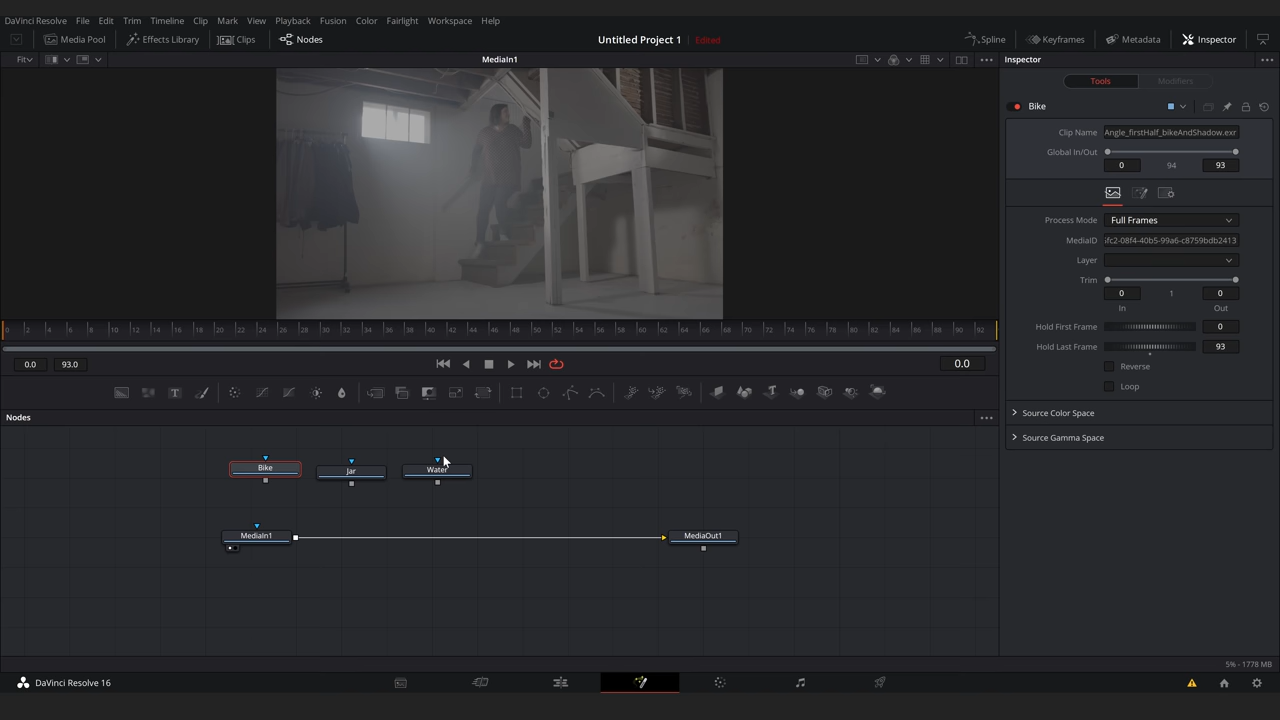 DaVinci Resolve File Edit Trim Timeline Clip Mark View Playback Fusion Color Fairlight Workspace Help
Media Pool Effects Library Clips Nodes Untitled Project 1 Edited Spline Keyframes Metadata Inspector
Fit MediaIn1 Inspector
Tools Modifiers
Bike
Clip Name Angle_firstHalf_bikeAndShadow.exr
Global In/Out
0 94 93
Process Mode Full Frames
MediaID ifc2-08f4-40b5-99a6-c8759bdb2413
Layer
Trim
0 1 0
In Out
Hold First Frame 0
Hold Last Frame 93
Reverse
Loop
Source Color Space
Source Gamma Space
0 2 4 6 8 10 12 14 16 18 20 22 24 26 28 30 32 34 36 38 40 42 44 46 48 50 52 54 56 58 60 62 64 66 68 70 72 74 76 78 80 82 84 86 88 90 92
0.0 93.0 0.0
Nodes
Bike Jar Water
MediaIn1 MediaOut1
5% - 1778 MB
DaVinci Resolve 16